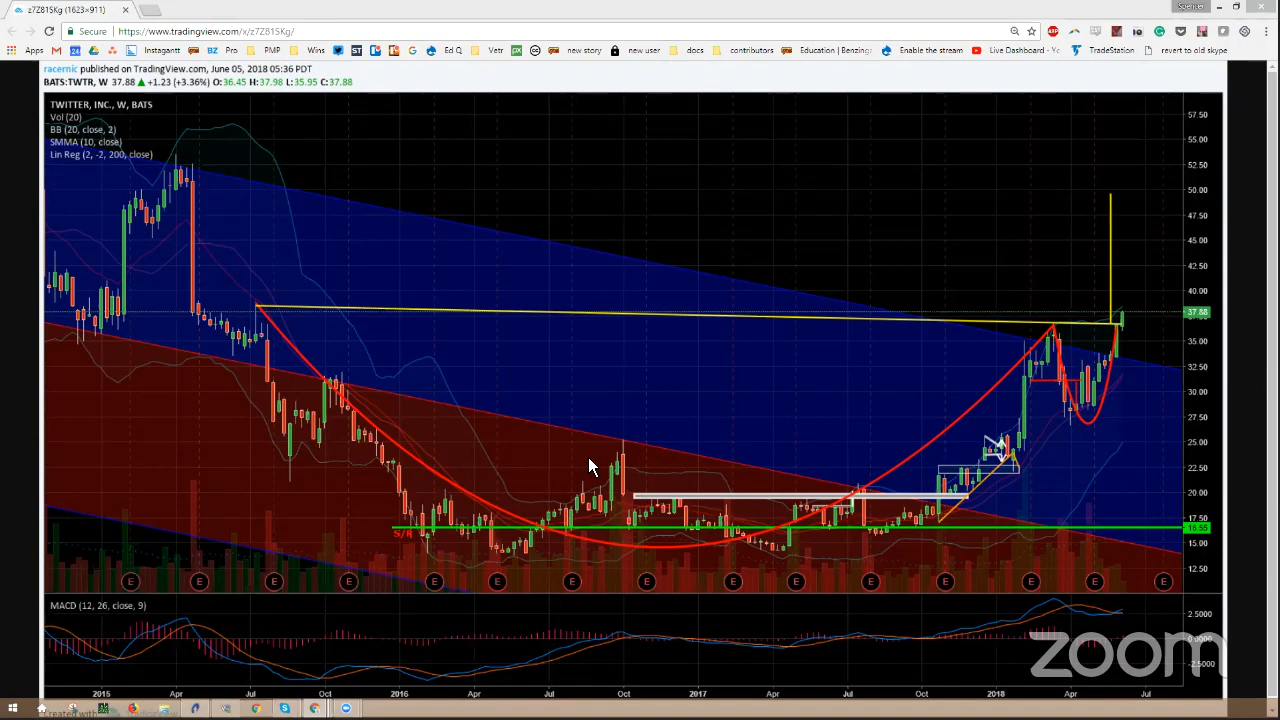 z7Z81SKg (1623×911)
Spencer
Secure
https://www.tradingview.com/x/z7Z81SKg/
Apps
Instagantt
Pro
PMP
Wins
Ed Q
Vetr
new story
new user
docs
contributors
Education | Benzing
Enable the stream
Live Dashboard - Yo
TradeStation
revert to old skype
racernic published on TradingView.com, June 05, 2018 05:36 PDT
BATS:TWTR, W 37.88 ▲ +1.23 (+3.36%) O:36.45 H:37.98 L:35.95 C:37.88
TWITTER, INC., W, BATS
Vol (20)
BB (20, close, 2)
SMMA (10, close)
Lin Reg (2, -2, 200, close)
57.50
55.00
52.50
50.00
47.50
45.00
42.50
40.00
37.88
35.00
32.50
30.00
27.50
25.00
22.50
20.00
17.50
16.55
15.00
12.50
S/R
E E E E E E E E E E E E E E E
MACD (12, 26, close, 9)
2.5000
0.0000
-2.5000
zoom
2015 Apr Jul Oct 2016 Apr Jul Oct 2017 Apr Jul Oct 2018 Apr Jul